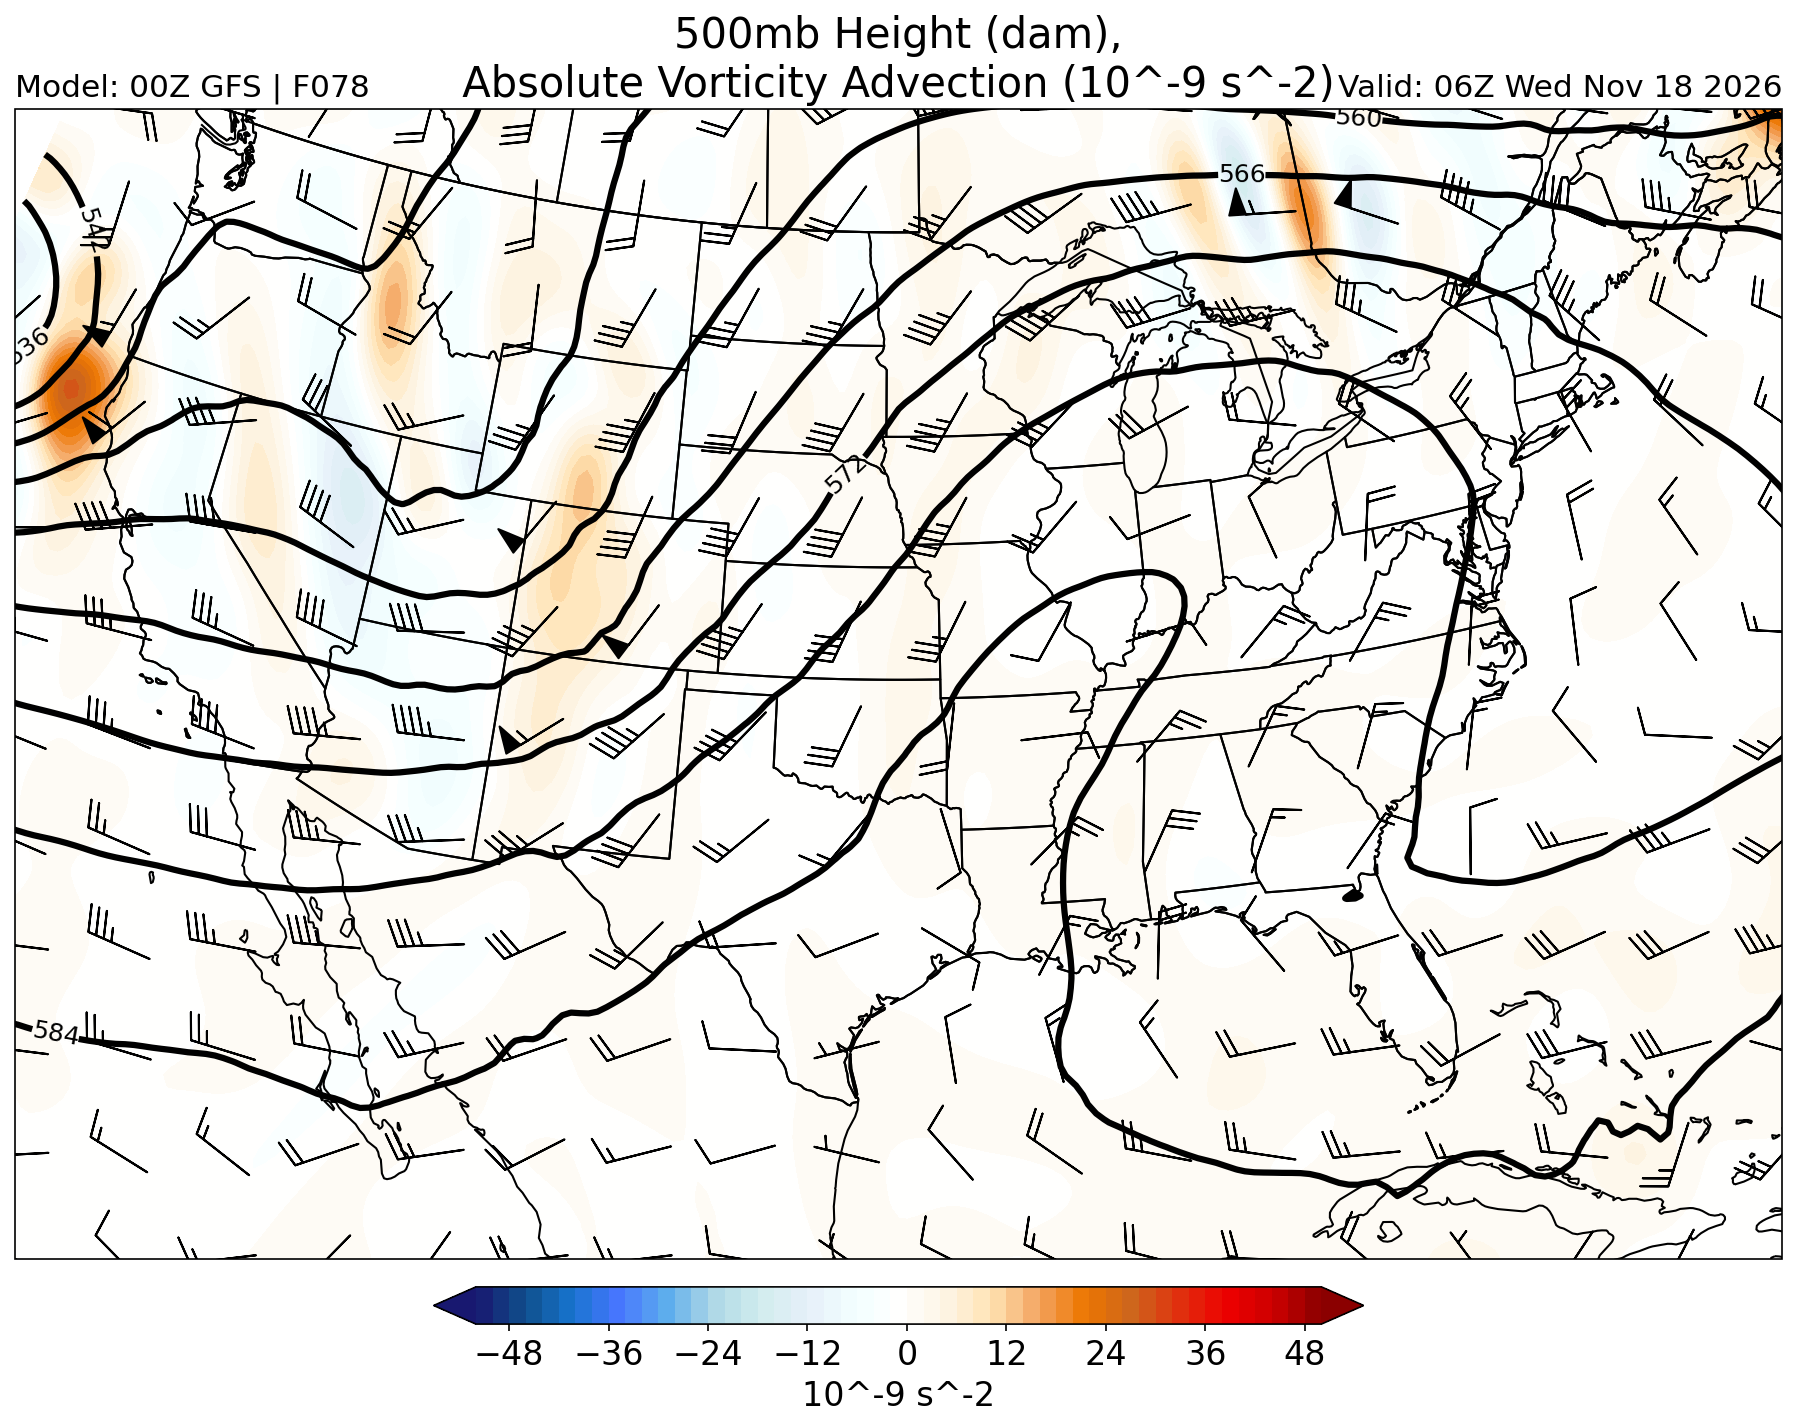 500mb Height (dam),
Model: 00Z GFS | F078
Absolute Vorticity Advection (10^-9 s^-2)
Valid: 06Z Wed Nov 18 2026
560
566
542
536
572
584
−48 −36 −24 −12 0 12 24 36 48
10^-9 s^-2